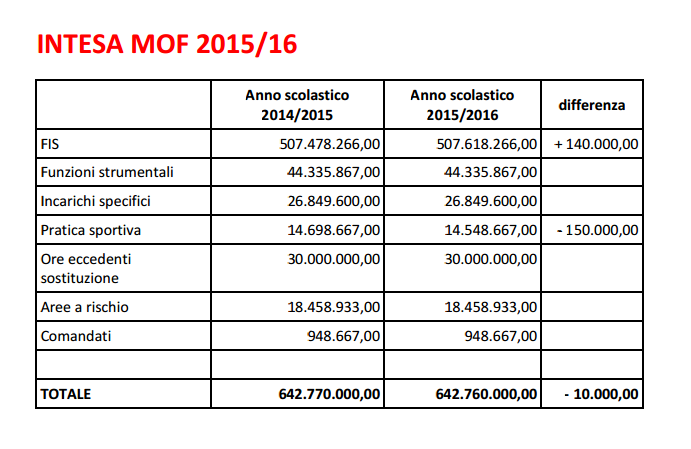 INTESA MOF 2015/16
Anno scolastico 2014/2015 Anno scolastico 2015/2016 differenza
FIS 507.478.266,00 507.618.266,00 + 140.000,00
Funzioni strumentali 44.335.867,00 44.335.867,00
Incarichi specifici 26.849.600,00 26.849.600,00
Pratica sportiva 14.698.667,00 14.548.667,00 - 150.000,00
Ore eccedenti sostituzione 30.000.000,00 30.000.000,00
Aree a rischio 18.458.933,00 18.458.933,00
Comandati 948.667,00 948.667,00
TOTALE 642.770.000,00 642.760.000,00 - 10.000,00